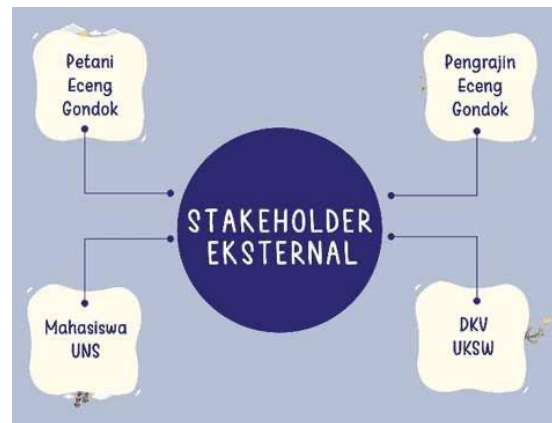 Petani
Eceng
Gondok
Pengrajin
Eceng
Gondok
STAKEHOLDER
EKSTERNAL
Mahasiswa
UNS
DKV
UKSW